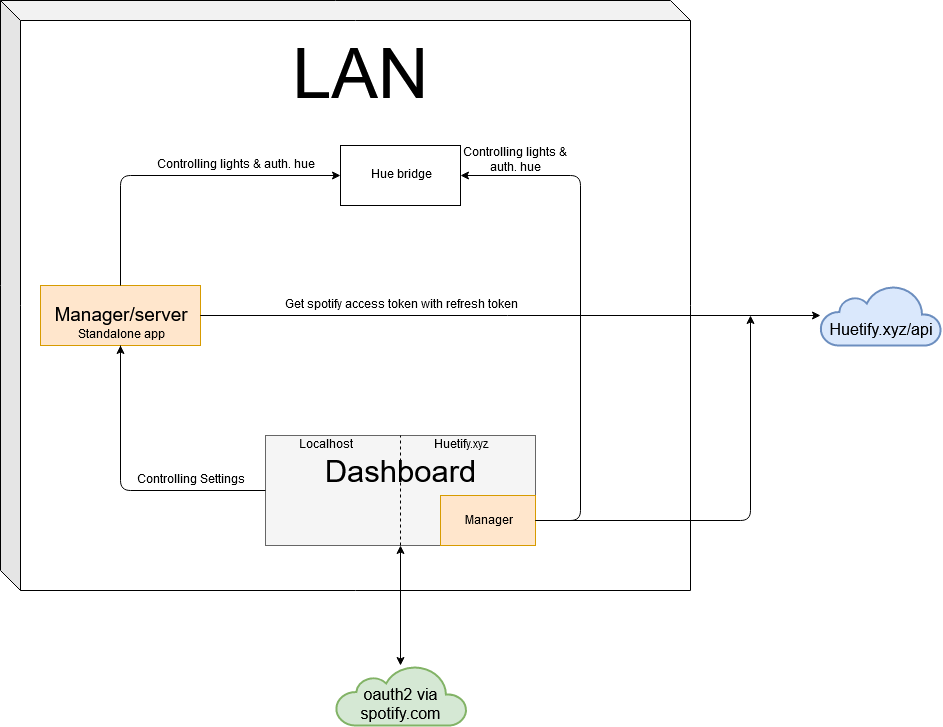 LAN
Controlling lights & auth. hue
Hue bridge
Controlling lights &
auth. hue
Manager/server
Standalone app
Get spotify access token with refresh token
Huetify.xyz/api
Localhost
Huetify.xyz
Dashboard
Controlling Settings
Manager
oauth2 via
spotify.com